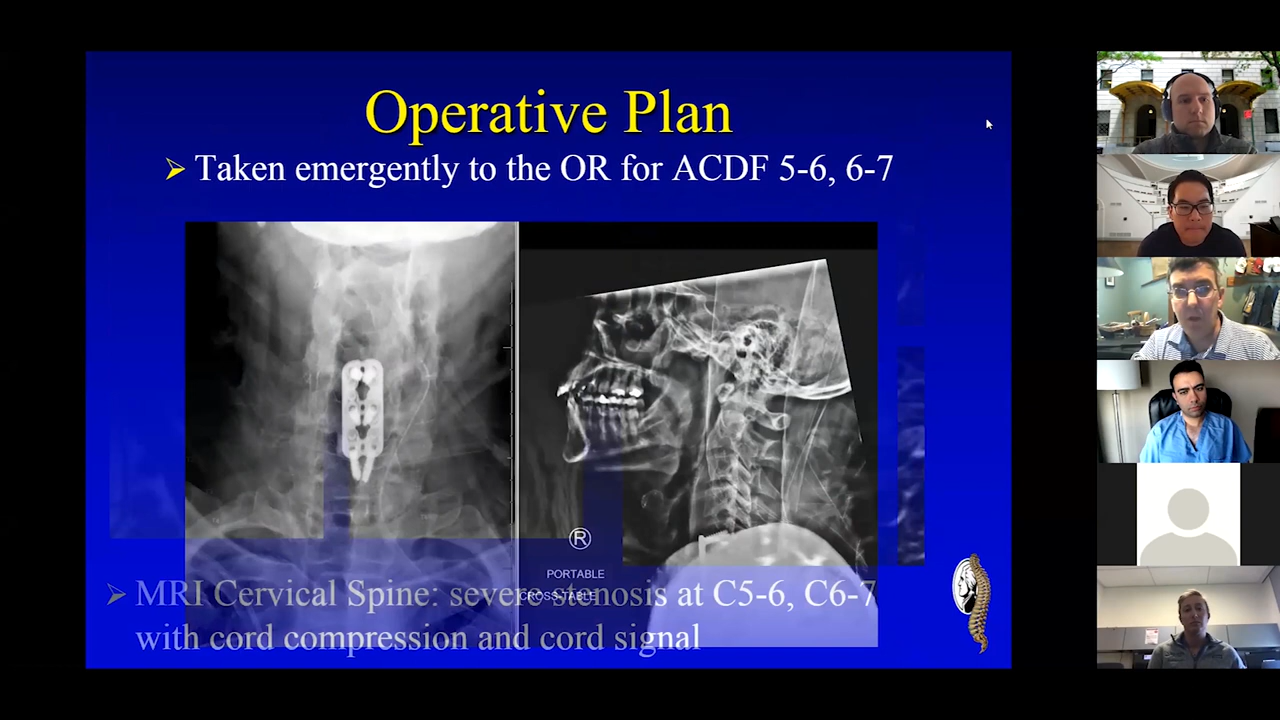 Operative Plan
➢ Taken emergently to the OR for ACDF 5-6, 6-7
R
PORTABLE
CROSS-TABLE
➢ MRI Cervical Spine: severe stenosis at C5-6, C6-7
with cord compression and cord signal